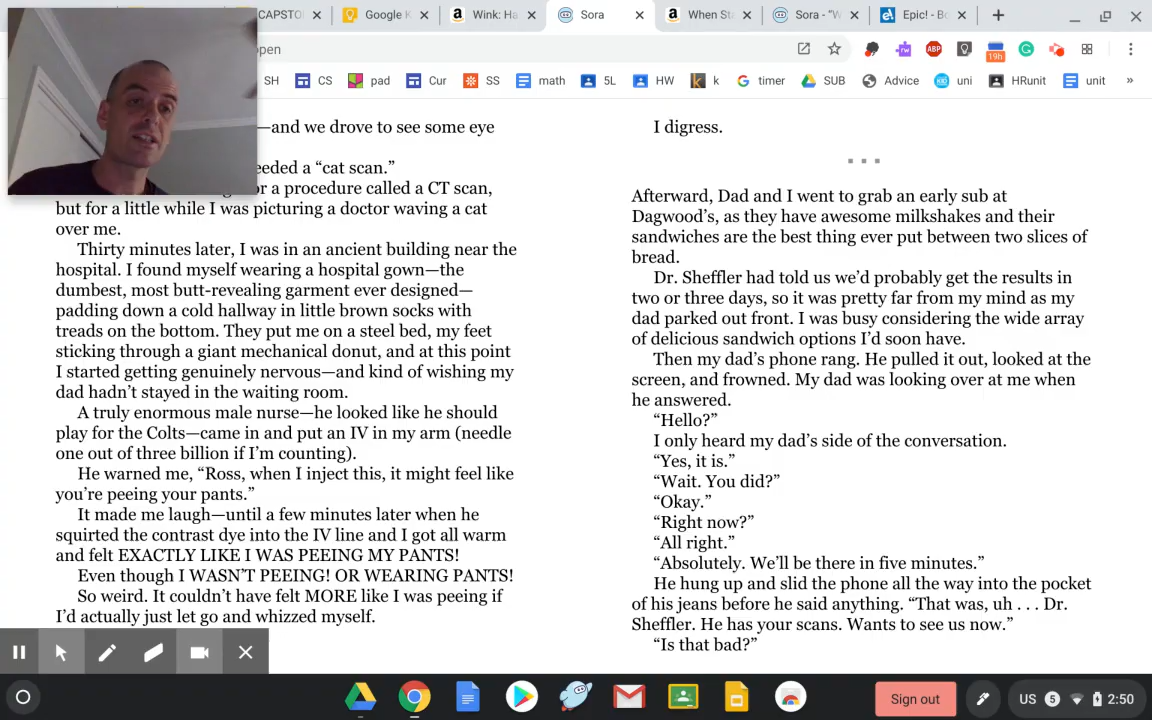 CAPSTO
Google K
Wink: Ha
Sora
When St
Sora - "W
Epic! - Bo
open
SH
CS
pad
Cur
SS
math
5L
HW
k
timer
SUB
Advice
uni
HRunit
unit
»
ABP
rw
19h
—and we drove to see some eye
eeded a “cat scan.”
or a procedure called a CT scan,
but for a little while I was picturing a doctor waving a cat
over me.
Thirty minutes later, I was in an ancient building near the
hospital. I found myself wearing a hospital gown—the
dumbest, most butt-revealing garment ever designed—
padding down a cold hallway in little brown socks with
treads on the bottom. They put me on a steel bed, my feet
sticking through a giant mechanical donut, and at this point
I started getting genuinely nervous—and kind of wishing my
dad hadn’t stayed in the waiting room.
A truly enormous male nurse—he looked like he should
play for the Colts—came in and put an IV in my arm (needle
one out of three billion if I’m counting).
He warned me, “Ross, when I inject this, it might feel like
you’re peeing your pants.”
It made me laugh—until a few minutes later when he
squirted the contrast dye into the IV line and I got all warm
and felt EXACTLY LIKE I WAS PEEING MY PANTS!
Even though I WASN’T PEEING! OR WEARING PANTS!
So weird. It couldn’t have felt MORE like I was peeing if
I’d actually just let go and whizzed myself.
I digress.
Afterward, Dad and I went to grab an early sub at
Dagwood’s, as they have awesome milkshakes and their
sandwiches are the best thing ever put between two slices of
bread.
Dr. Sheffler had told us we’d probably get the results in
two or three days, so it was pretty far from my mind as my
dad parked out front. I was busy considering the wide array
of delicious sandwich options I’d soon have.
Then my dad’s phone rang. He pulled it out, looked at the
screen, and frowned. My dad was looking over at me when
he answered.
“Hello?”
I only heard my dad’s side of the conversation.
“Yes, it is.”
“Wait. You did?”
“Okay.”
“Right now?”
“All right.”
“Absolutely. We’ll be there in five minutes.”
He hung up and slid the phone all the way into the pocket
of his jeans before he said anything. “That was, uh . . . Dr.
Sheffler. He has your scans. Wants to see us now.”
“Is that bad?”
Sign out
US
5
2:50